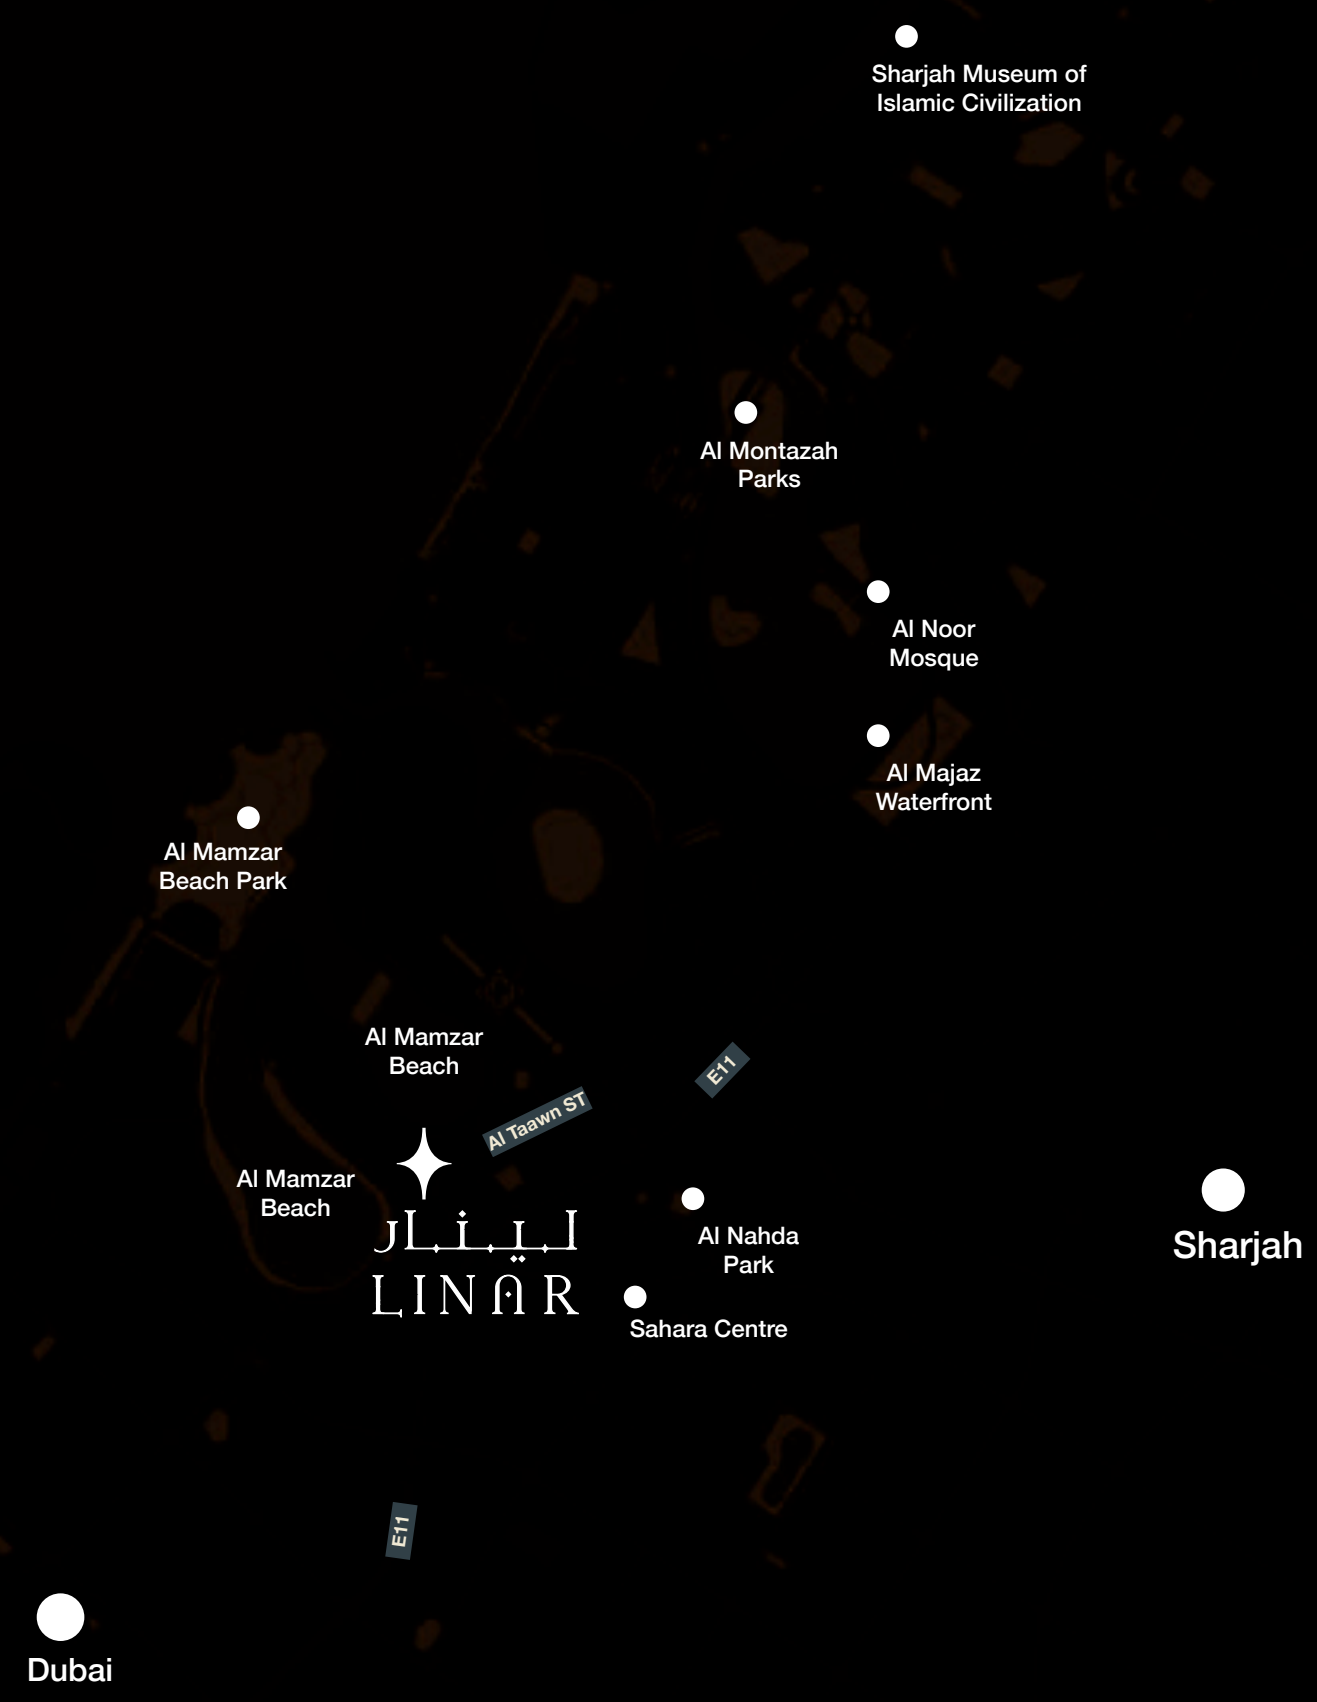 Sharjah Museum of
Islamic Civilization
Al Montazah
Parks
Al Noor
Mosque
Al Majaz
Waterfront
Al Mamzar
Beach Park
Al Mamzar
Beach
E11
Al Taawn ST
Al Mamzar
Beach
لينار
LINAR
Al Nahda
Park
Sahara Centre
Sharjah
E11
Dubai